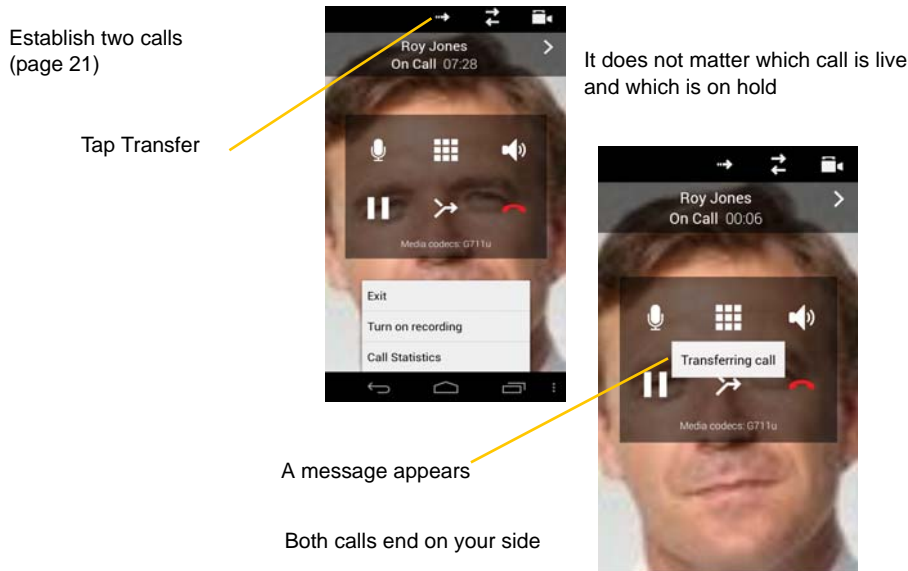 Establish two calls
(page 21)
Tap Transfer
Roy Jones
On Call 07:28
Media codecs: G711u
Exit
Turn on recording
Call Statistics
It does not matter which call is live
and which is on hold
Roy Jones
On Call 00:06
Transferring call
Media codecs: G711u
A message appears
Both calls end on your side